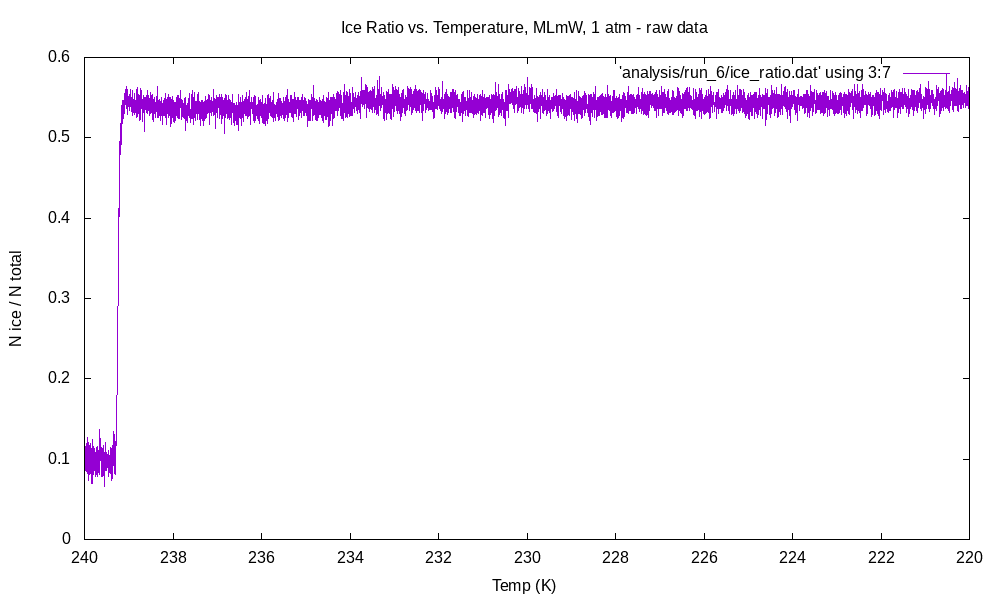 Ice Ratio vs. Temperature, MLmW, 1 atm - raw data
'analysis/run_6/ice_ratio.dat' using 3:7
N ice / N total
0.6
0.5
0.4
0.3
0.2
0.1
0
240 238 236 234 232 230 228 226 224 222 220
Temp (K)